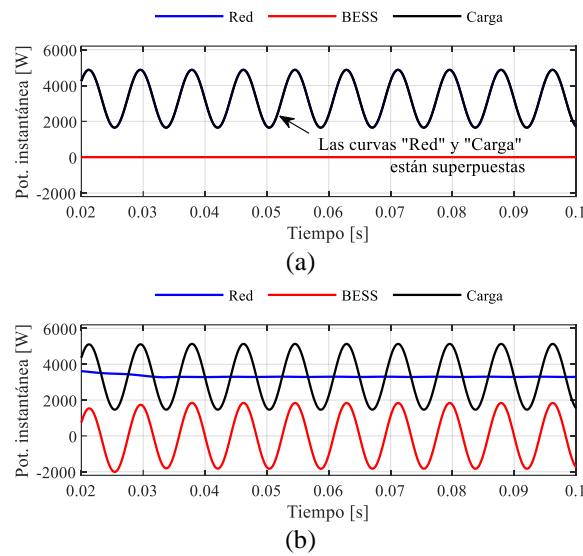 Red BESS Carga
Pot. instantánea [W]
6000
4000
2000
0
-2000
Las curvas "Red" y "Carga"
están superpuestas
0.02 0.03 0.04 0.05 0.06 0.07 0.08 0.09 0.1
Tiempo [s]
(a)
Red BESS Carga
Pot. instantánea [W]
6000
4000
2000
0
-2000
0.02 0.03 0.04 0.05 0.06 0.07 0.08 0.09 0.1
Tiempo [s]
(b)